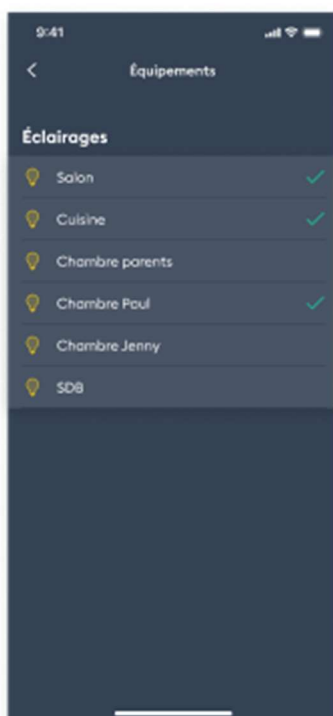 9:41
Équipements
Éclairages
Salon
Cuisine
Chambre parents
Chambre Paul
Chambre Jenny
SDB